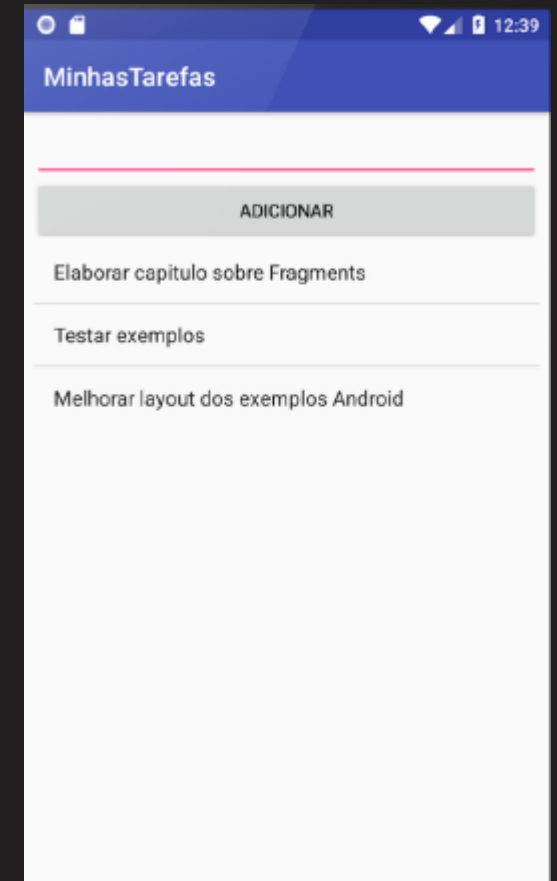 12:39
MinhasTarefas
ADICIONAR
Elaborar capitulo sobre Fragments
Testar exemplos
Melhorar layout dos exemplos Android